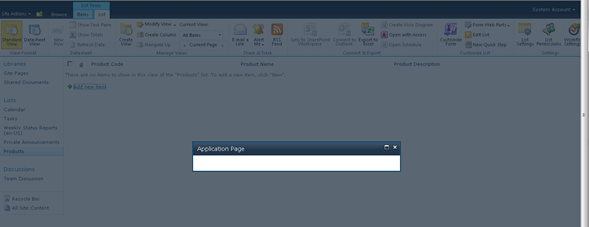 Site Actions
Browse
List Tools
Items
List
System Account
Standard View
Datasheet View
Show Task Pane
Show Totals
Refresh Data
Create View
Modify View
Create Column
Navigate Up
Current View:
All Items
Current Page
E-mail a Link
Alert Me
RSS Feed
Sync to SharePoint Workspace
Connect to
Export to Excel
Create Visio Diagram
Open with Access
Open Schedule
Customize Form
Form Web Parts
Edit List
New Quick Step
List Settings
List Permissions
Workflow Settings
View Format
Datasheet
Manage Views
Connect & Export
Customize List
Settings
Libraries
Site Pages
Shared Documents
Lists
Calendar
Tasks
Weekly Status Reports (en-US)
Private Announcements
Products
Discussions
Team Discussion
Recycle Bin
All Site Content
Product Code
Product Name
Product Description
There are no items to show in this view of the "Products" list. To add a new item, click "New".
Add new item
Application Page